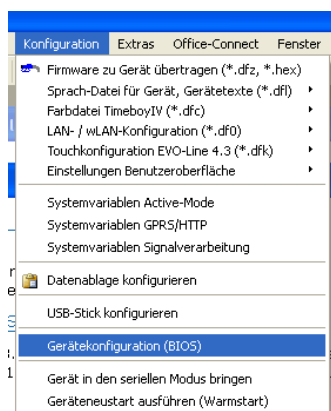 Konfiguration Extras Office-Connect Fenster
Firmware zu Gerät übertragen (*.dfz, *.hex)
Sprach-Datei für Gerät, Gerätetexte (*.dfl)
Farbdatei TimeboyIV (*.dfc)
LAN- / wLAN-Konfiguration (*.df0)
Touchkonfiguration EVO-Line 4.3 (*.dfk)
Einstellungen Benutzeroberfläche
Systemvariablen Active-Mode
Systemvariablen GPRS/HTTP
Systemvariablen Signalverarbeitung
Datenablage konfigurieren
USB-Stick konfigurieren
Gerätekonfiguration (BIOS)
Gerät in den seriellen Modus bringen
Geräteneustart ausführen (Warmstart)